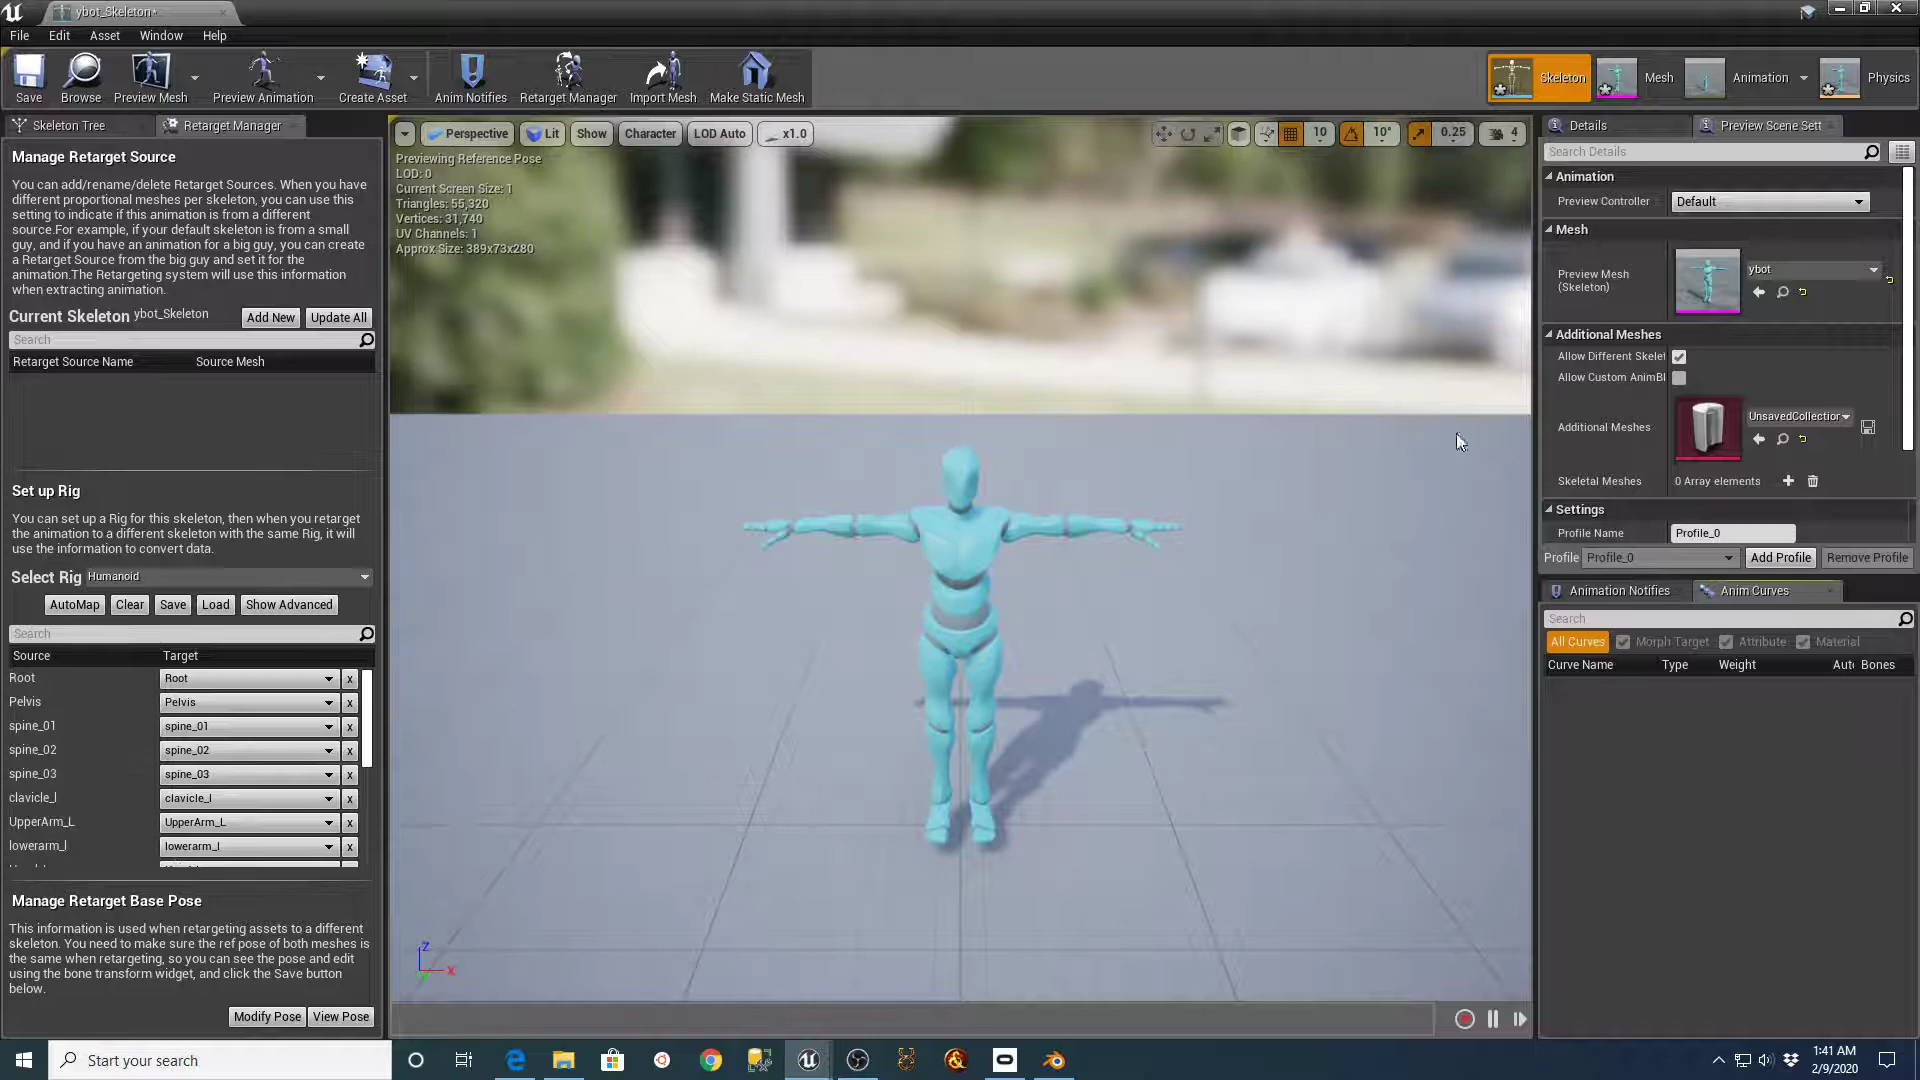 ybot_Skeleton*
File Edit Asset Window Help
Save Browse Preview Mesh Preview Animation Create Asset Anim Notifies Retarget Manager Import Mesh Make Static Mesh
Skeleton Mesh Animation Physics
Skeleton Tree Retarget Manager
Manage Retarget Source
You can add/rename/delete Retarget Sources. When you have
different proportional meshes per skeleton, you can use this
setting to indicate if this animation is from a different
source.For example, if your default skeleton is from a small
guy, and if you have an animation for a big guy, you can create
a Retarget Source from the big guy and set it for the
animation.The Retargeting system will use this information
when extracting animation.
Current Skeleton ybot_Skeleton Add New Update All
Search
Retarget Source Name Source Mesh
Set up Rig
You can set up a Rig for this skeleton, then when you retarget
the animation to a different skeleton with the same Rig, it will
use the information to convert data.
Select Rig Humanoid
AutoMap Clear Save Load Show Advanced
Search
Source Target
Root Root x
Pelvis Pelvis x
spine_01 spine_01 x
spine_02 spine_02 x
spine_03 spine_03 x
clavicle_l clavicle_l x
UpperArm_L UpperArm_L x
lowerarm_l lowerarm_l x
Manage Retarget Base Pose
This information is used when retargeting assets to a different
skeleton. You need to make sure the ref pose of both meshes is
the same when retargeting, so you can see the pose and edit
using the bone transform widget, and click the Save button
below.
Modify Pose View Pose
Perspective Lit Show Character LOD Auto x1.0 10 10° 0.25 4
Previewing Reference Pose
LOD: 0
Current Screen Size: 1
Triangles: 55,320
Vertices: 31,740
UV Channels: 1
Approx Size: 389x73x280
Z
X
Y
Details Preview Scene Sett
Search Details
Animation
Preview Controller Default
Mesh
Preview Mesh
(Skeleton)
ybot
Additional Meshes
Allow Different Skelet
Allow Custom AnimBl
Additional Meshes UnsavedCollection
Skeletal Meshes 0 Array elements
Settings
Profile Name Profile_0
Profile Profile_0 Add Profile Remove Profile
Animation Notifies Anim Curves
Search
All Curves Morph Target Attribute Material
Curve Name Type Weight Aut Bones
Start your search
1:41 AM
2/9/2020